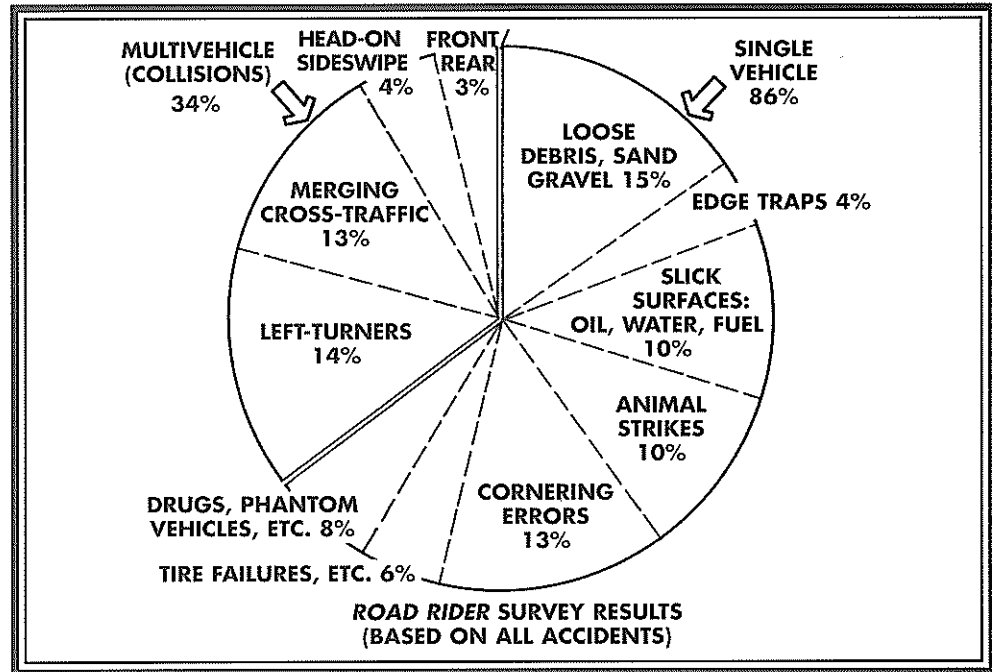 MULTIVEHICLE
(COLLISIONS)
34%
HEAD-ON
SIDESWIPE
4%
FRONT/
REAR
3%
SINGLE
VEHICLE
86%
LOOSE
DEBRIS, SAND
GRAVEL 15%
EDGE TRAPS 4%
SLICK
SURFACES:
OIL, WATER, FUEL
10%
ANIMAL
STRIKES
10%
CORNERING
ERRORS
13%
TIRE FAILURES, ETC. 6%
DRUGS, PHANTOM
VEHICLES, ETC. 8%
LEFT-TURNERS
14%
MERGING
CROSS-TRAFFIC
13%
ROAD RIDER SURVEY RESULTS
(BASED ON ALL ACCIDENTS)